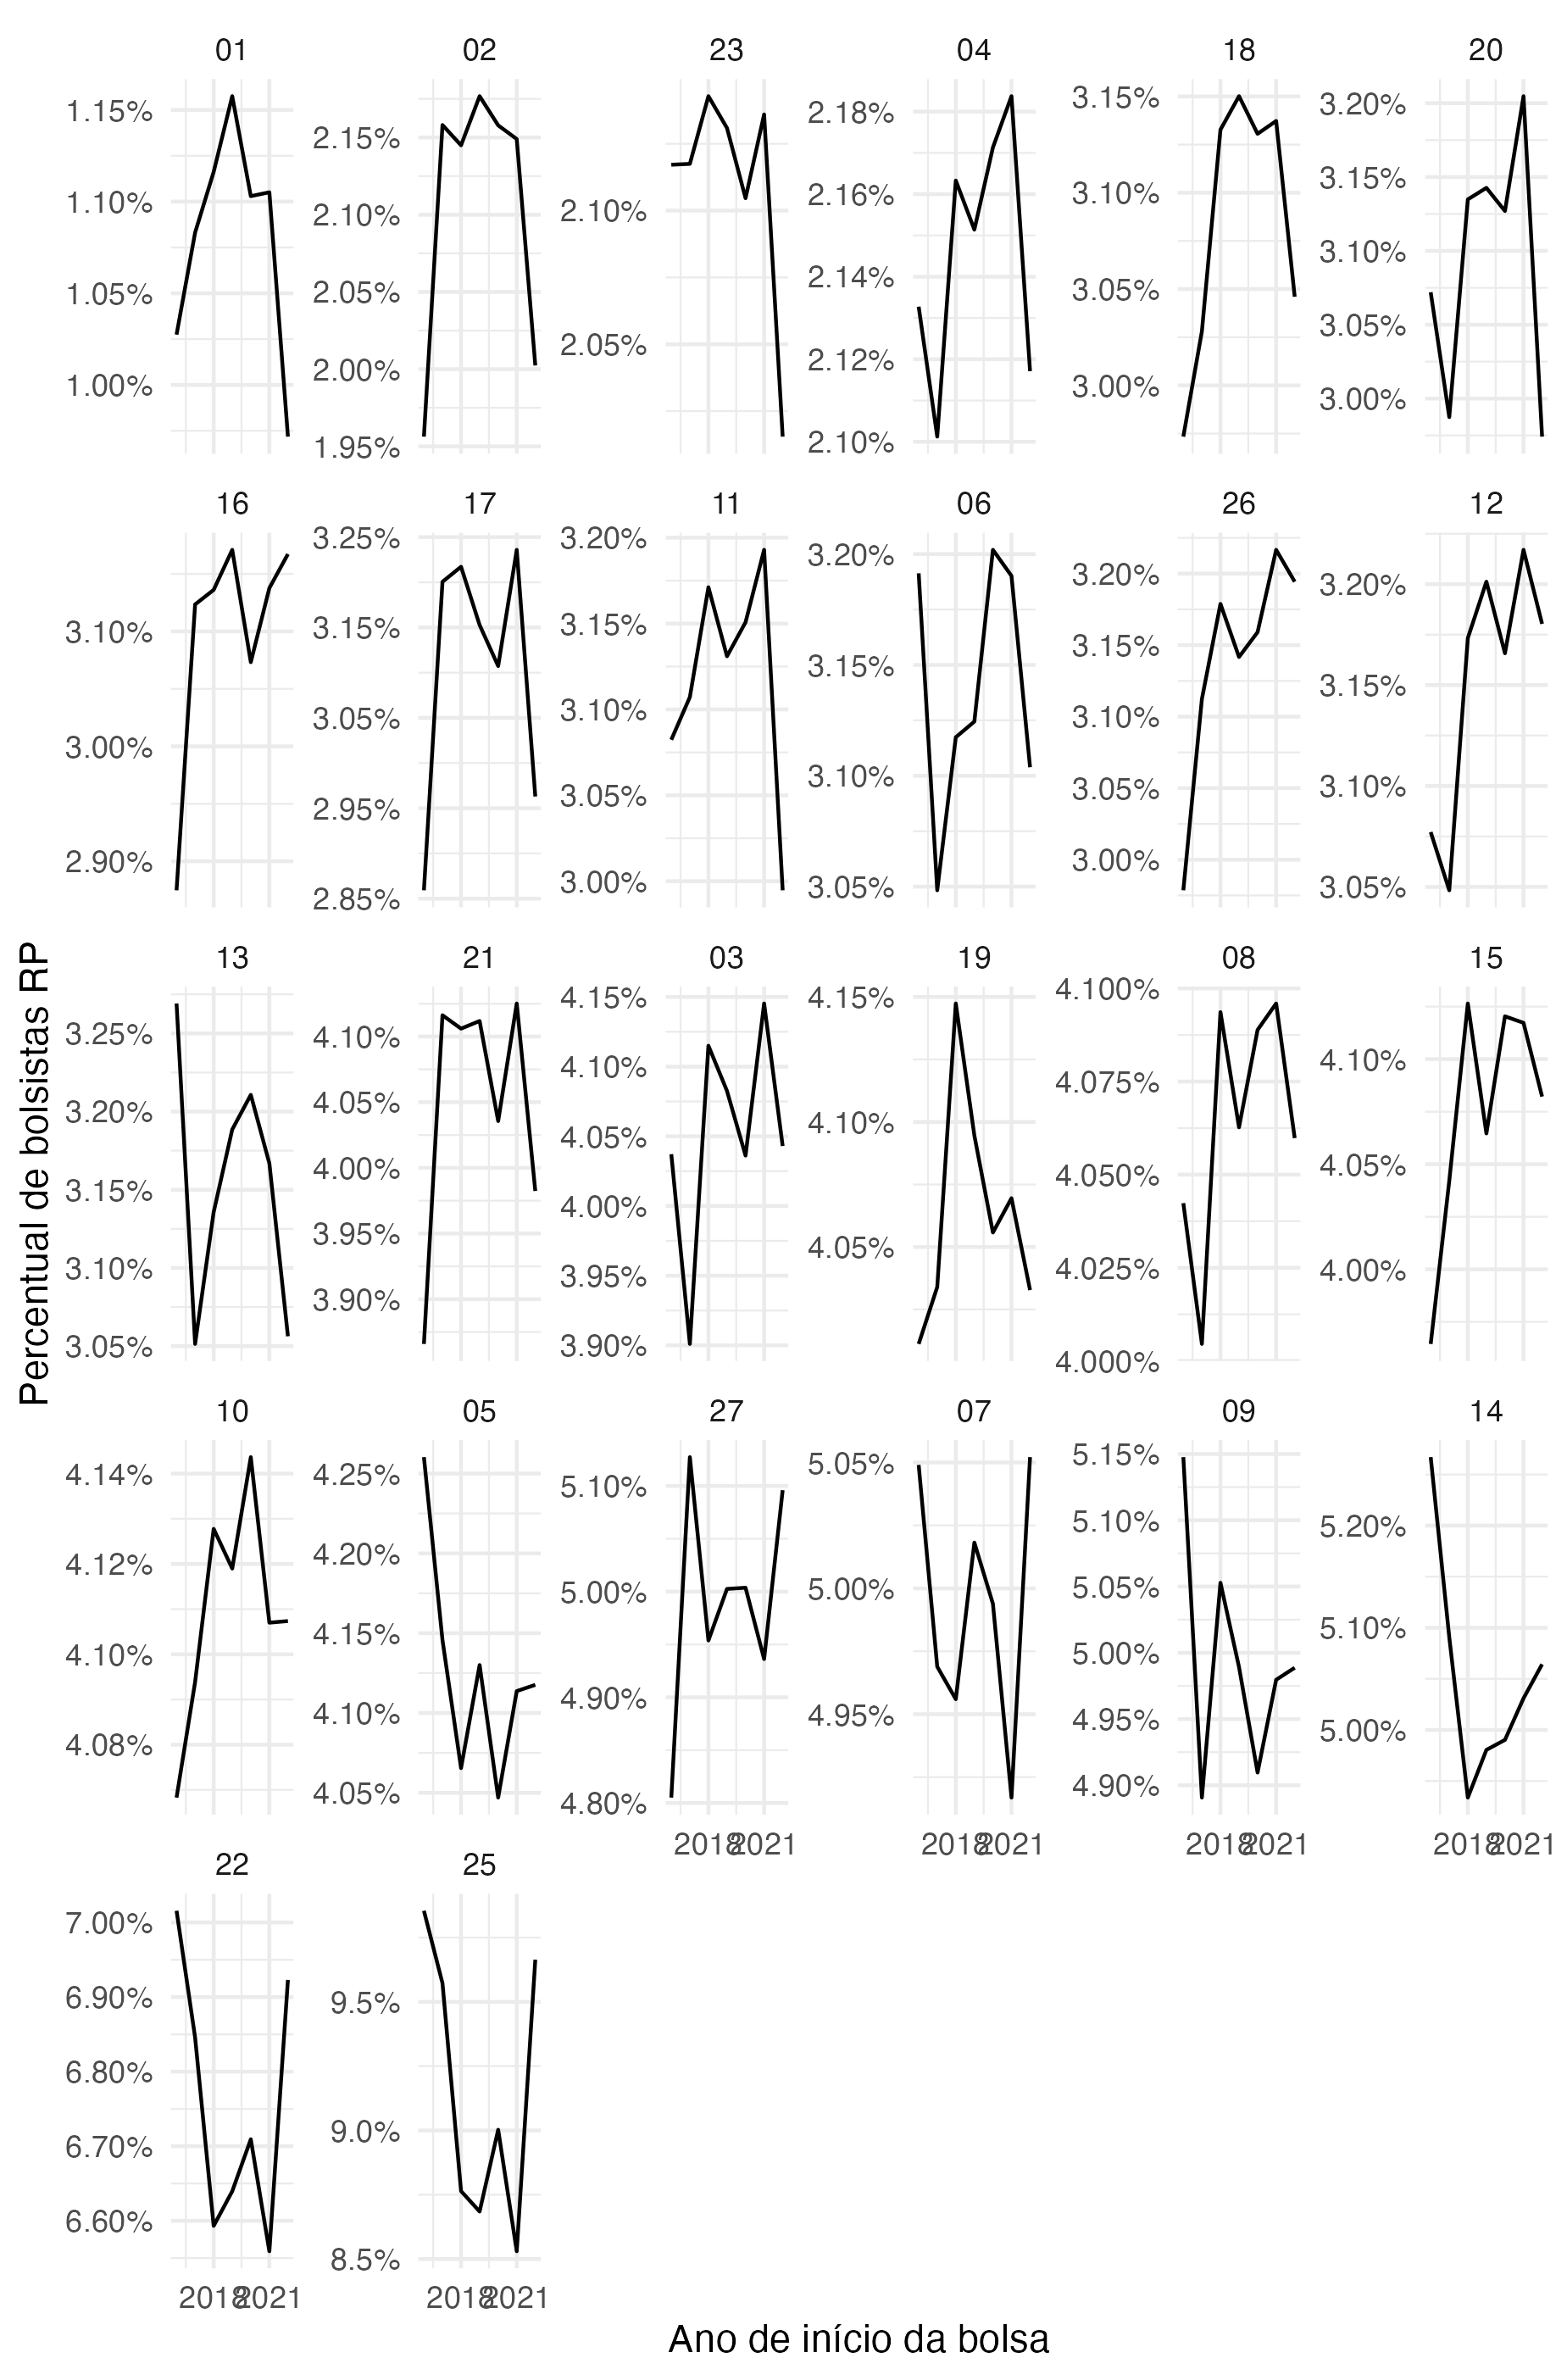 01 02 23 04 18 20
1.15% 1.10% 1.05% 1.00%
2.15% 2.10% 2.05% 2.00% 1.95%
2.10% 2.05%
2.18% 2.16% 2.14% 2.12% 2.10%
3.15% 3.10% 3.05% 3.00%
3.20% 3.15% 3.10% 3.05% 3.00%
16 17 11 06 26 12
3.10% 3.00% 2.90%
3.25% 3.15% 3.05% 2.95% 2.85%
3.20% 3.15% 3.10% 3.05% 3.00%
3.20% 3.15% 3.10% 3.05%
3.20% 3.15% 3.10% 3.05% 3.00%
3.20% 3.15% 3.10% 3.05%
Percentual de bolsistas RP
13 21 03 19 08 15
3.25% 3.20% 3.15% 3.10% 3.05%
4.10% 4.05% 4.00% 3.95% 3.90%
4.15% 4.10% 4.05% 4.00% 3.95% 3.90%
4.15% 4.10% 4.05%
4.100% 4.075% 4.050% 4.025% 4.000%
4.10% 4.05% 4.00%
10 05 27 07 09 14
4.14% 4.12% 4.10% 4.08%
4.25% 4.20% 4.15% 4.10% 4.05%
5.10% 5.00% 4.90% 4.80%
5.05% 5.00% 4.95%
5.15% 5.10% 5.05% 5.00% 4.95% 4.90%
5.20% 5.10% 5.00%
2018 2021 2018 2021 2018 2021 2018 2021
22 25
7.00% 6.90% 6.80% 6.70% 6.60%
9.5% 9.0% 8.5%
2018 2021 2018 2021
Ano de início da bolsa